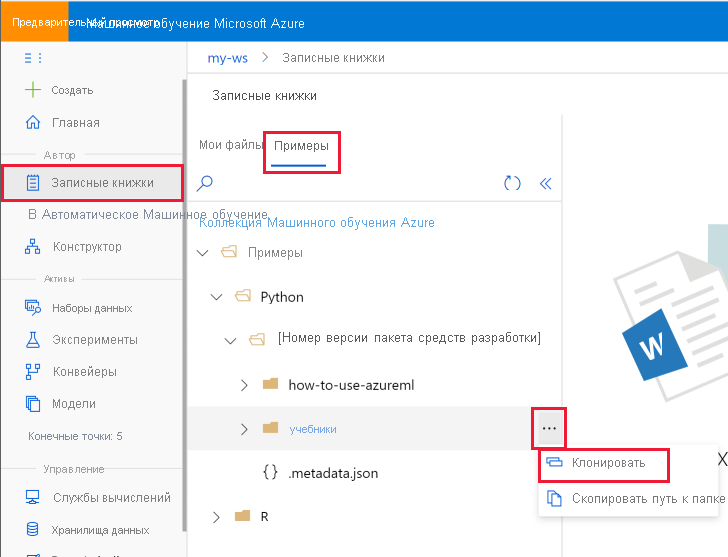 Предварительный просмотр
Машинное обучение Microsoft Azure
my-ws > Записные книжки
Создать
Главная
Автор
Записные книжки
В Автоматическое Машинное обучение
Конструктор
Активы
Наборы данных
Эксперименты
Конвейеры
Модели
Конечные точки: 5
Управление
Службы вычислений
Хранилища данных
Записные книжки
Мои файлы
Примеры
Коллекция Машинного обучения Azure
Примеры
Python
[Номер версии пакета средств разработки]
how-to-use-azureml
учебники
...
{} .metadata.json
R
W
Клонировать
Скопировать путь к папке
X